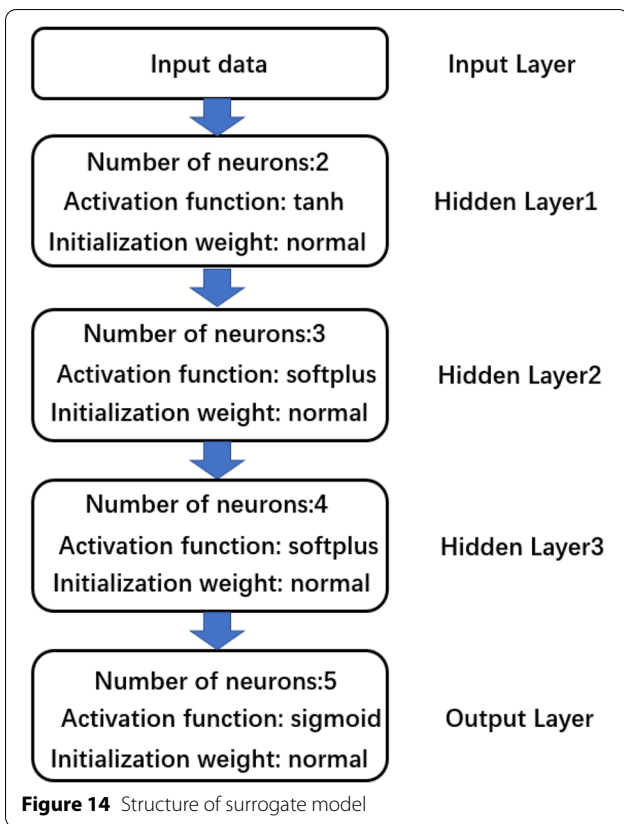 Input data
Input Layer
Number of neurons:2
Activation function: tanh
Initialization weight: normal
Hidden Layer1
Number of neurons:3
Activation function: softplus
Initialization weight: normal
Hidden Layer2
Number of neurons:4
Activation function: softplus
Initialization weight: normal
Hidden Layer3
Number of neurons:5
Activation function: sigmoid
Initialization weight: normal
Output Layer
Figure 14 Structure of surrogate model